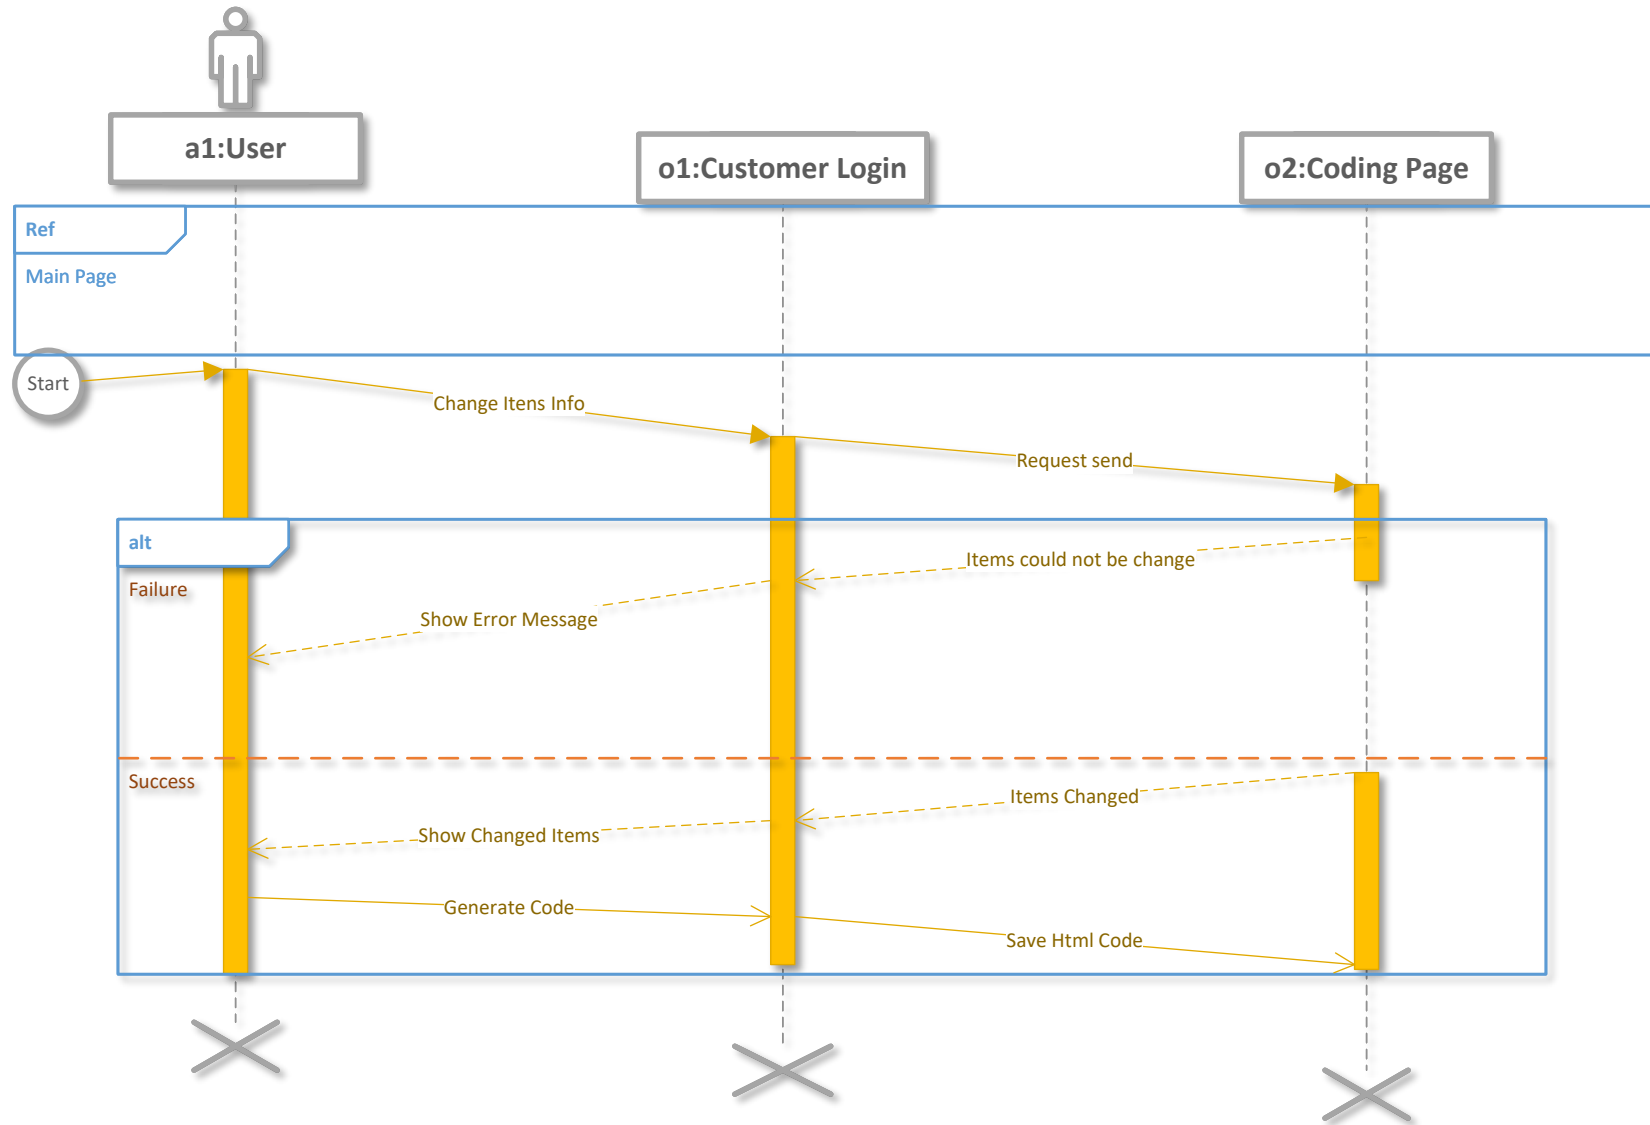 a1:User
o1:Customer Login
o2:Coding Page
Ref
Main Page
Start
Change Itens Info
Request send
alt
Items could not be change
Failure
Show Error Message
Success
Items Changed
Show Changed Items
Generate Code
Save Html Code